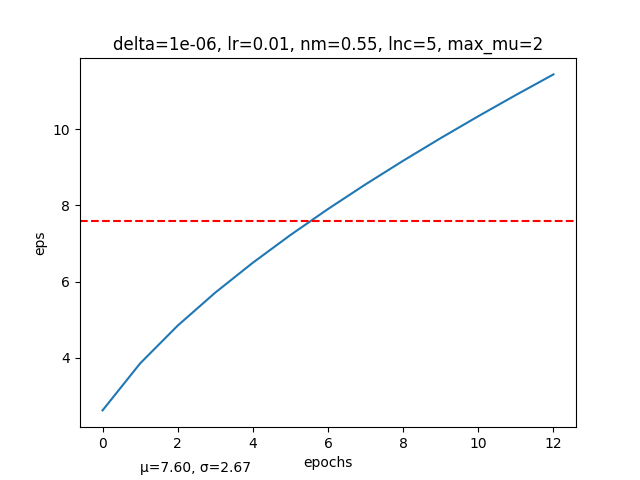 delta=1e-06, lr=0.01, nm=0.55, lnc=5, max_mu=2
10
8
6
4
eps
0 2 4 6 8 10 12
epochs
μ=7.60, σ=2.67